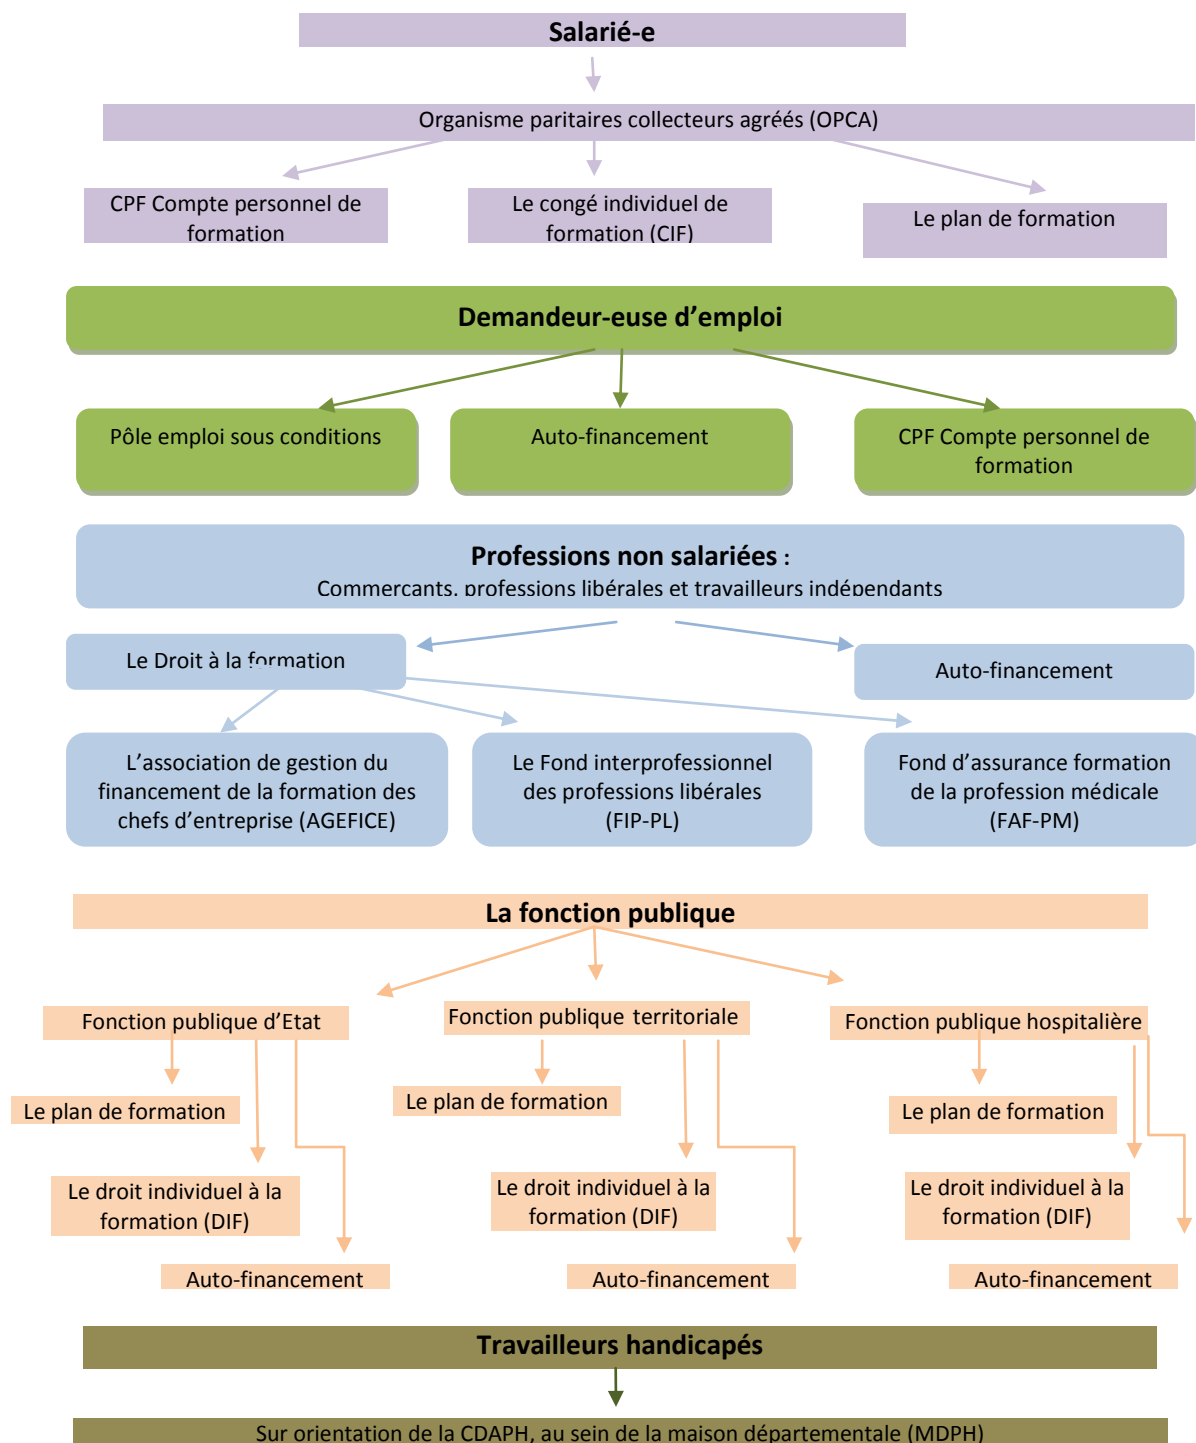 Salarié-e
Organisme paritaires collecteurs agréés (OPCA)
CPF Compte personnel de
formation
Le congé individuel de
formation (CIF)
Le plan de formation
Demandeur-euse d’emploi
Pôle emploi sous conditions
Auto-financement
CPF Compte personnel de
formation
Professions non salariées :
Commerçants, professions libérales et travailleurs indépendants
Le Droit à la formation
Auto-financement
L’association de gestion du
financement de la formation des
chefs d’entreprise (AGEFICE)
Le Fond interprofessionnel
des professions libérales
(FIP-PL)
Fond d’assurance formation
de la profession médicale
(FAF-PM)
La fonction publique
Fonction publique d’Etat
Fonction publique territoriale
Fonction publique hospitalière
Le plan de formation
Le plan de formation
Le plan de formation
Le droit individuel à la
formation (DIF)
Le droit individuel à la
formation (DIF)
Le droit individuel à la
formation (DIF)
Auto-financement
Auto-financement
Auto-financement
Travailleurs handicapés
Sur orientation de la CDAPH, au sein de la maison départementale (MDPH)